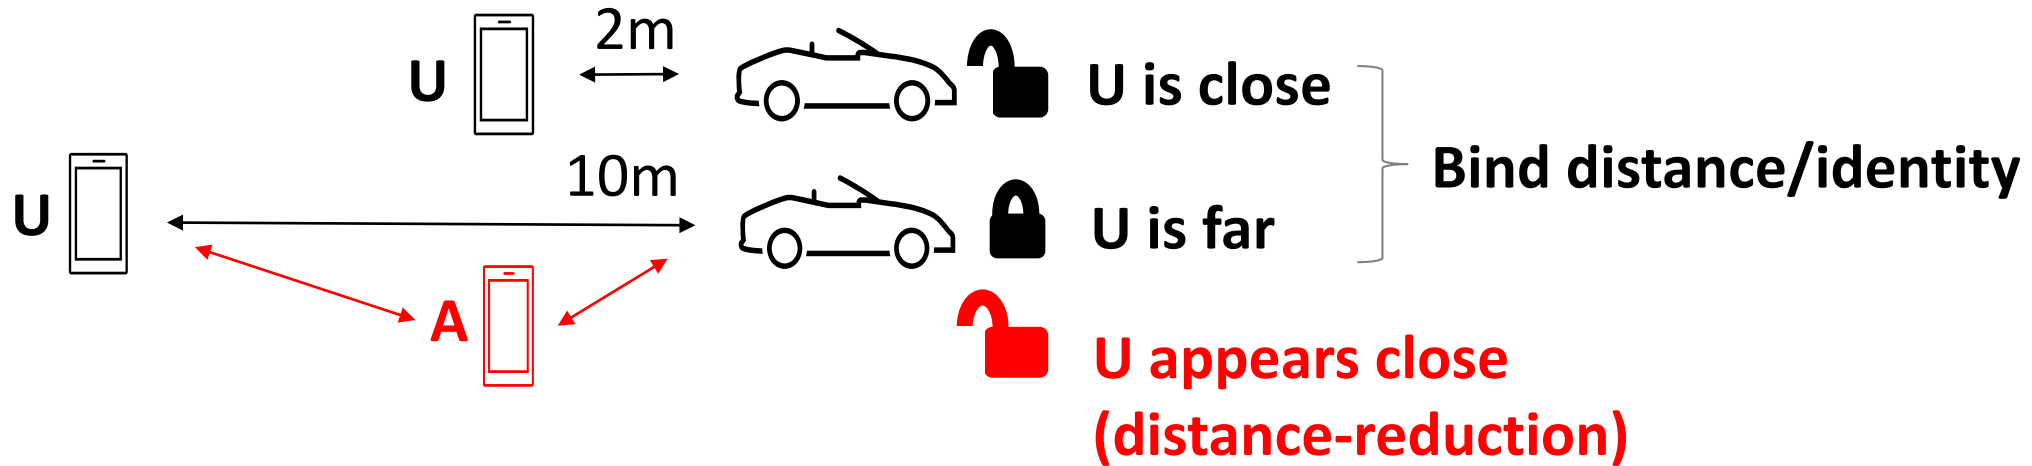 2m
U
U is close
Bind distance/identity
10m
U
U is far
A
U appears close
(distance-reduction)